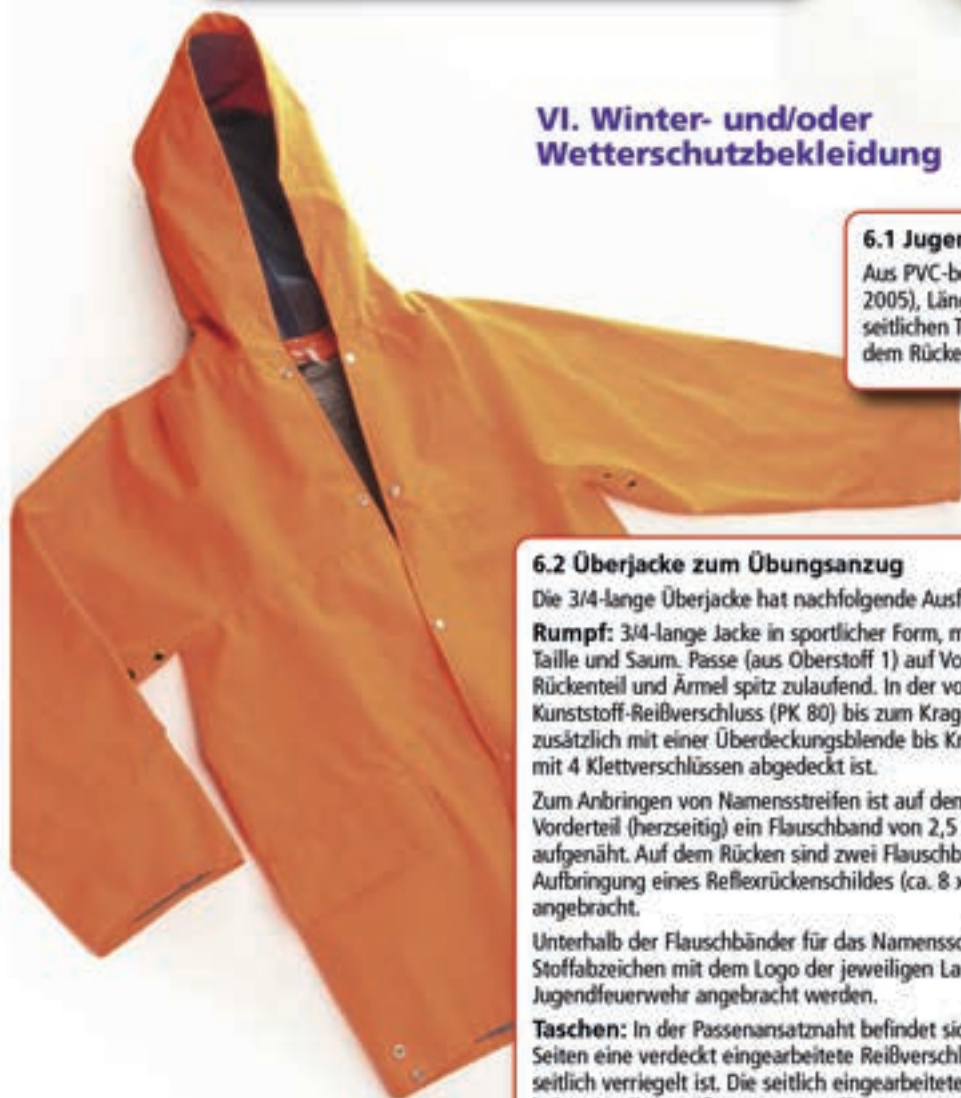 VI. Winter- und/oder
Wetterschutzbekleidung
6.1 Juger
Aus PVC-be
2005), Läng
seitlichen T
dem Rücke
6.2 Überjacke zum Übungsanzug
Die 3/4-lange Überjacke hat nachfolgende Ausf
Rumpf: 3/4-lange Jacke in sportlicher Form, m
Taille und Saum. Passe (aus Oberstoff 1) auf Vo
Rückenteil und Ärmel spitz zulaufend. In der vo
Kunststoff-Reißverschluss (PK 80) bis zum Krag
zusätzlich mit einer Überdeckungsblende bis Kr
mit 4 Klettverschlüssen abgedeckt ist.
Zum Anbringen von Namensstreifen ist auf den
Vorderteil (herzseitig) ein Flauschband von 2,5
aufgenäht. Auf dem Rücken sind zwei Flauschb
Aufbringung eines Reflexrückenschildes (ca. 8 x
angebracht.
Unterhalb der Flauschbänder für das Namenssc
Stoffabzeichen mit dem Logo der jeweiligen La
Jugendfeuerwehr angebracht werden.
Taschen: In der Passenansatznaht befindet sic
Seiten eine verdeckt eingearbeitete Reißverschl
seitlich verriegelt ist. Die seitlich eingearbeitete